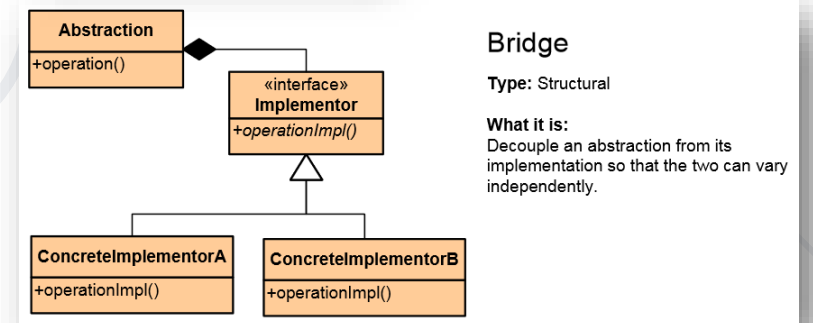 Abstraction
+operation()
«interface»
Implementor
+operationImpl()
ConcreteImplementorA
+operationImpl()
ConcreteImplementorB
+operationImpl()
Bridge
Type: Structural
What it is:
Decouple an abstraction from its
implementation so that the two can vary
independently.